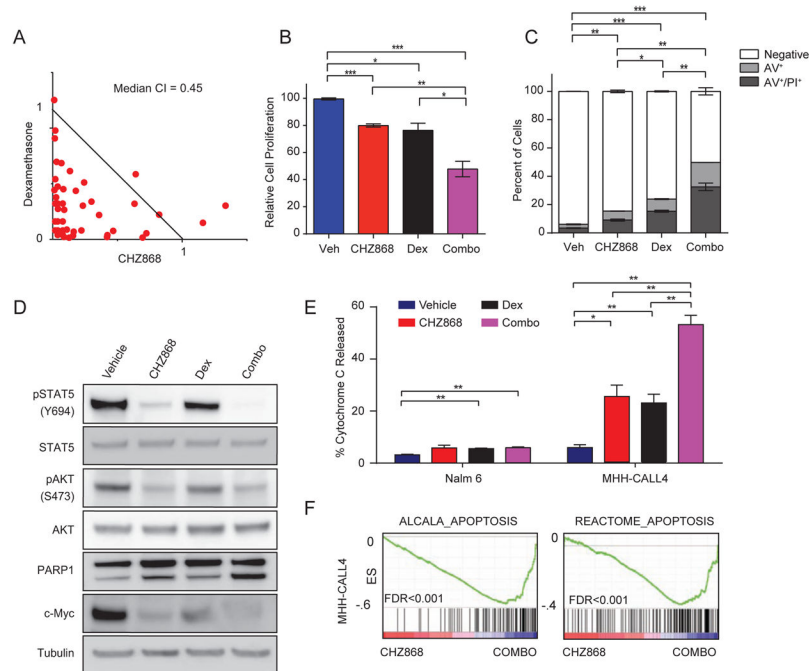 A
Median CI = 0.45
1
0
Dexamethasone
CHZ868
1
B
***
*
***
**
*
Relative Cell Proliferation
100
80
60
40
20
0
Veh
CHZ868
Dex
Combo
C
***
***
**
**
*
**
Negative
AV⁺
AV⁺/PI⁺
Percent of Cells
100
80
60
40
20
0
Veh
CHZ868
Dex
Combo
D
Vehicle
CHZ868
Dex
Combo
pSTAT5
(Y694)
STAT5
pAKT
(S473)
AKT
PARP1
c-Myc
Tubulin
E
Vehicle
CHZ868
Dex
Combo
% Cytochrome C Released
60
40
20
0
**
**
**
**
**
*
**
Nalm 6
MHH-CALL4
F
ALCALA_APOPTOSIS
MHH-CALL4
ES
0
-.6
FDR<0.001
CHZ868
COMBO
REACTOME_APOPTOSIS
0
-.4
FDR<0.001
CHZ868
COMBO